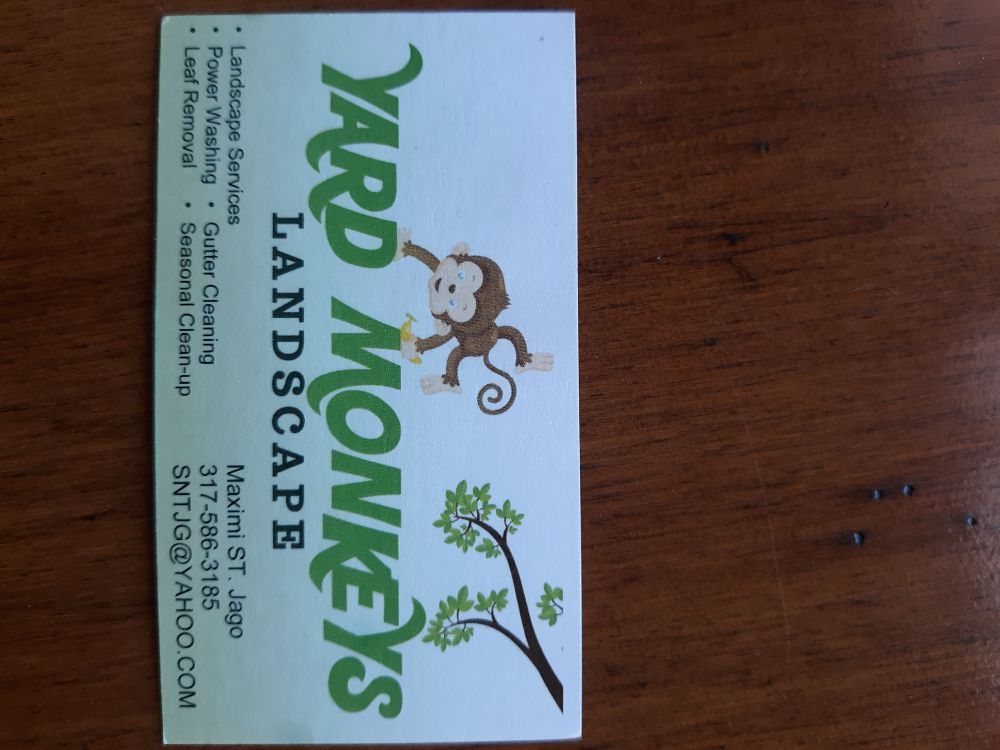 YARD MONKEYS
LANDSCAPE
• Landscape Services
• Power Washing • Gutter Cleaning
• Leaf Removal • Seasonal Clean-up
Maximi ST. Jago
317-586-3185
SNTJG@YAHOO.COM